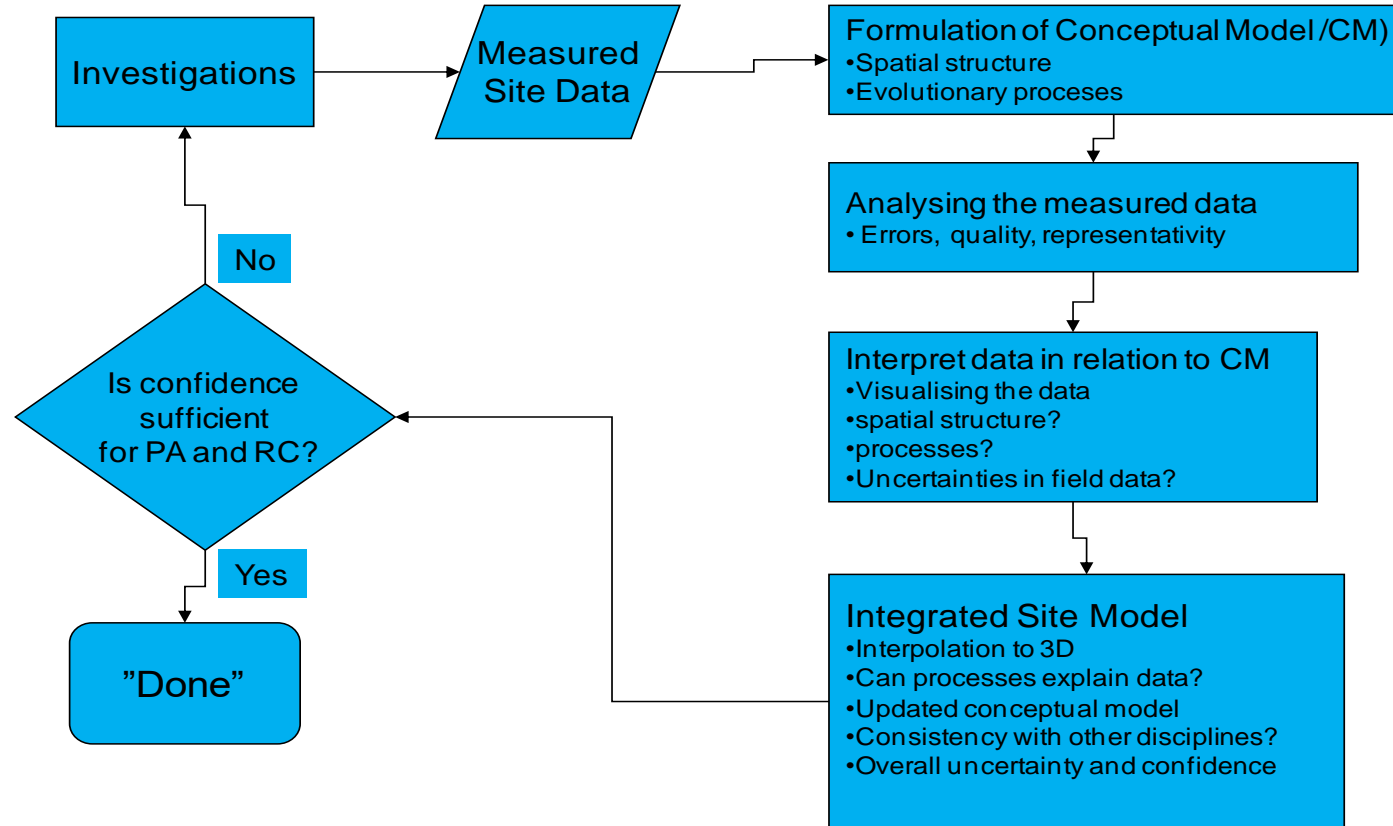 Investigations
Measured
Site Data
Formulation of Conceptual Model /CM)
•Spatial structure
•Evolutionary proceses
Analysing the measured data
• Errors, quality, representativity
Interpret data in relation to CM
•Visualising the data
•spatial structure?
•processes?
•Uncertainties in field data?
Integrated Site Model
•Interpolation to 3D
•Can processes explain data?
•Updated conceptual model
•Consistency with other disciplines?
•Overall uncertainty and confidence
Is confidence
sufficient
for PA and RC?
No
Yes
”Done”